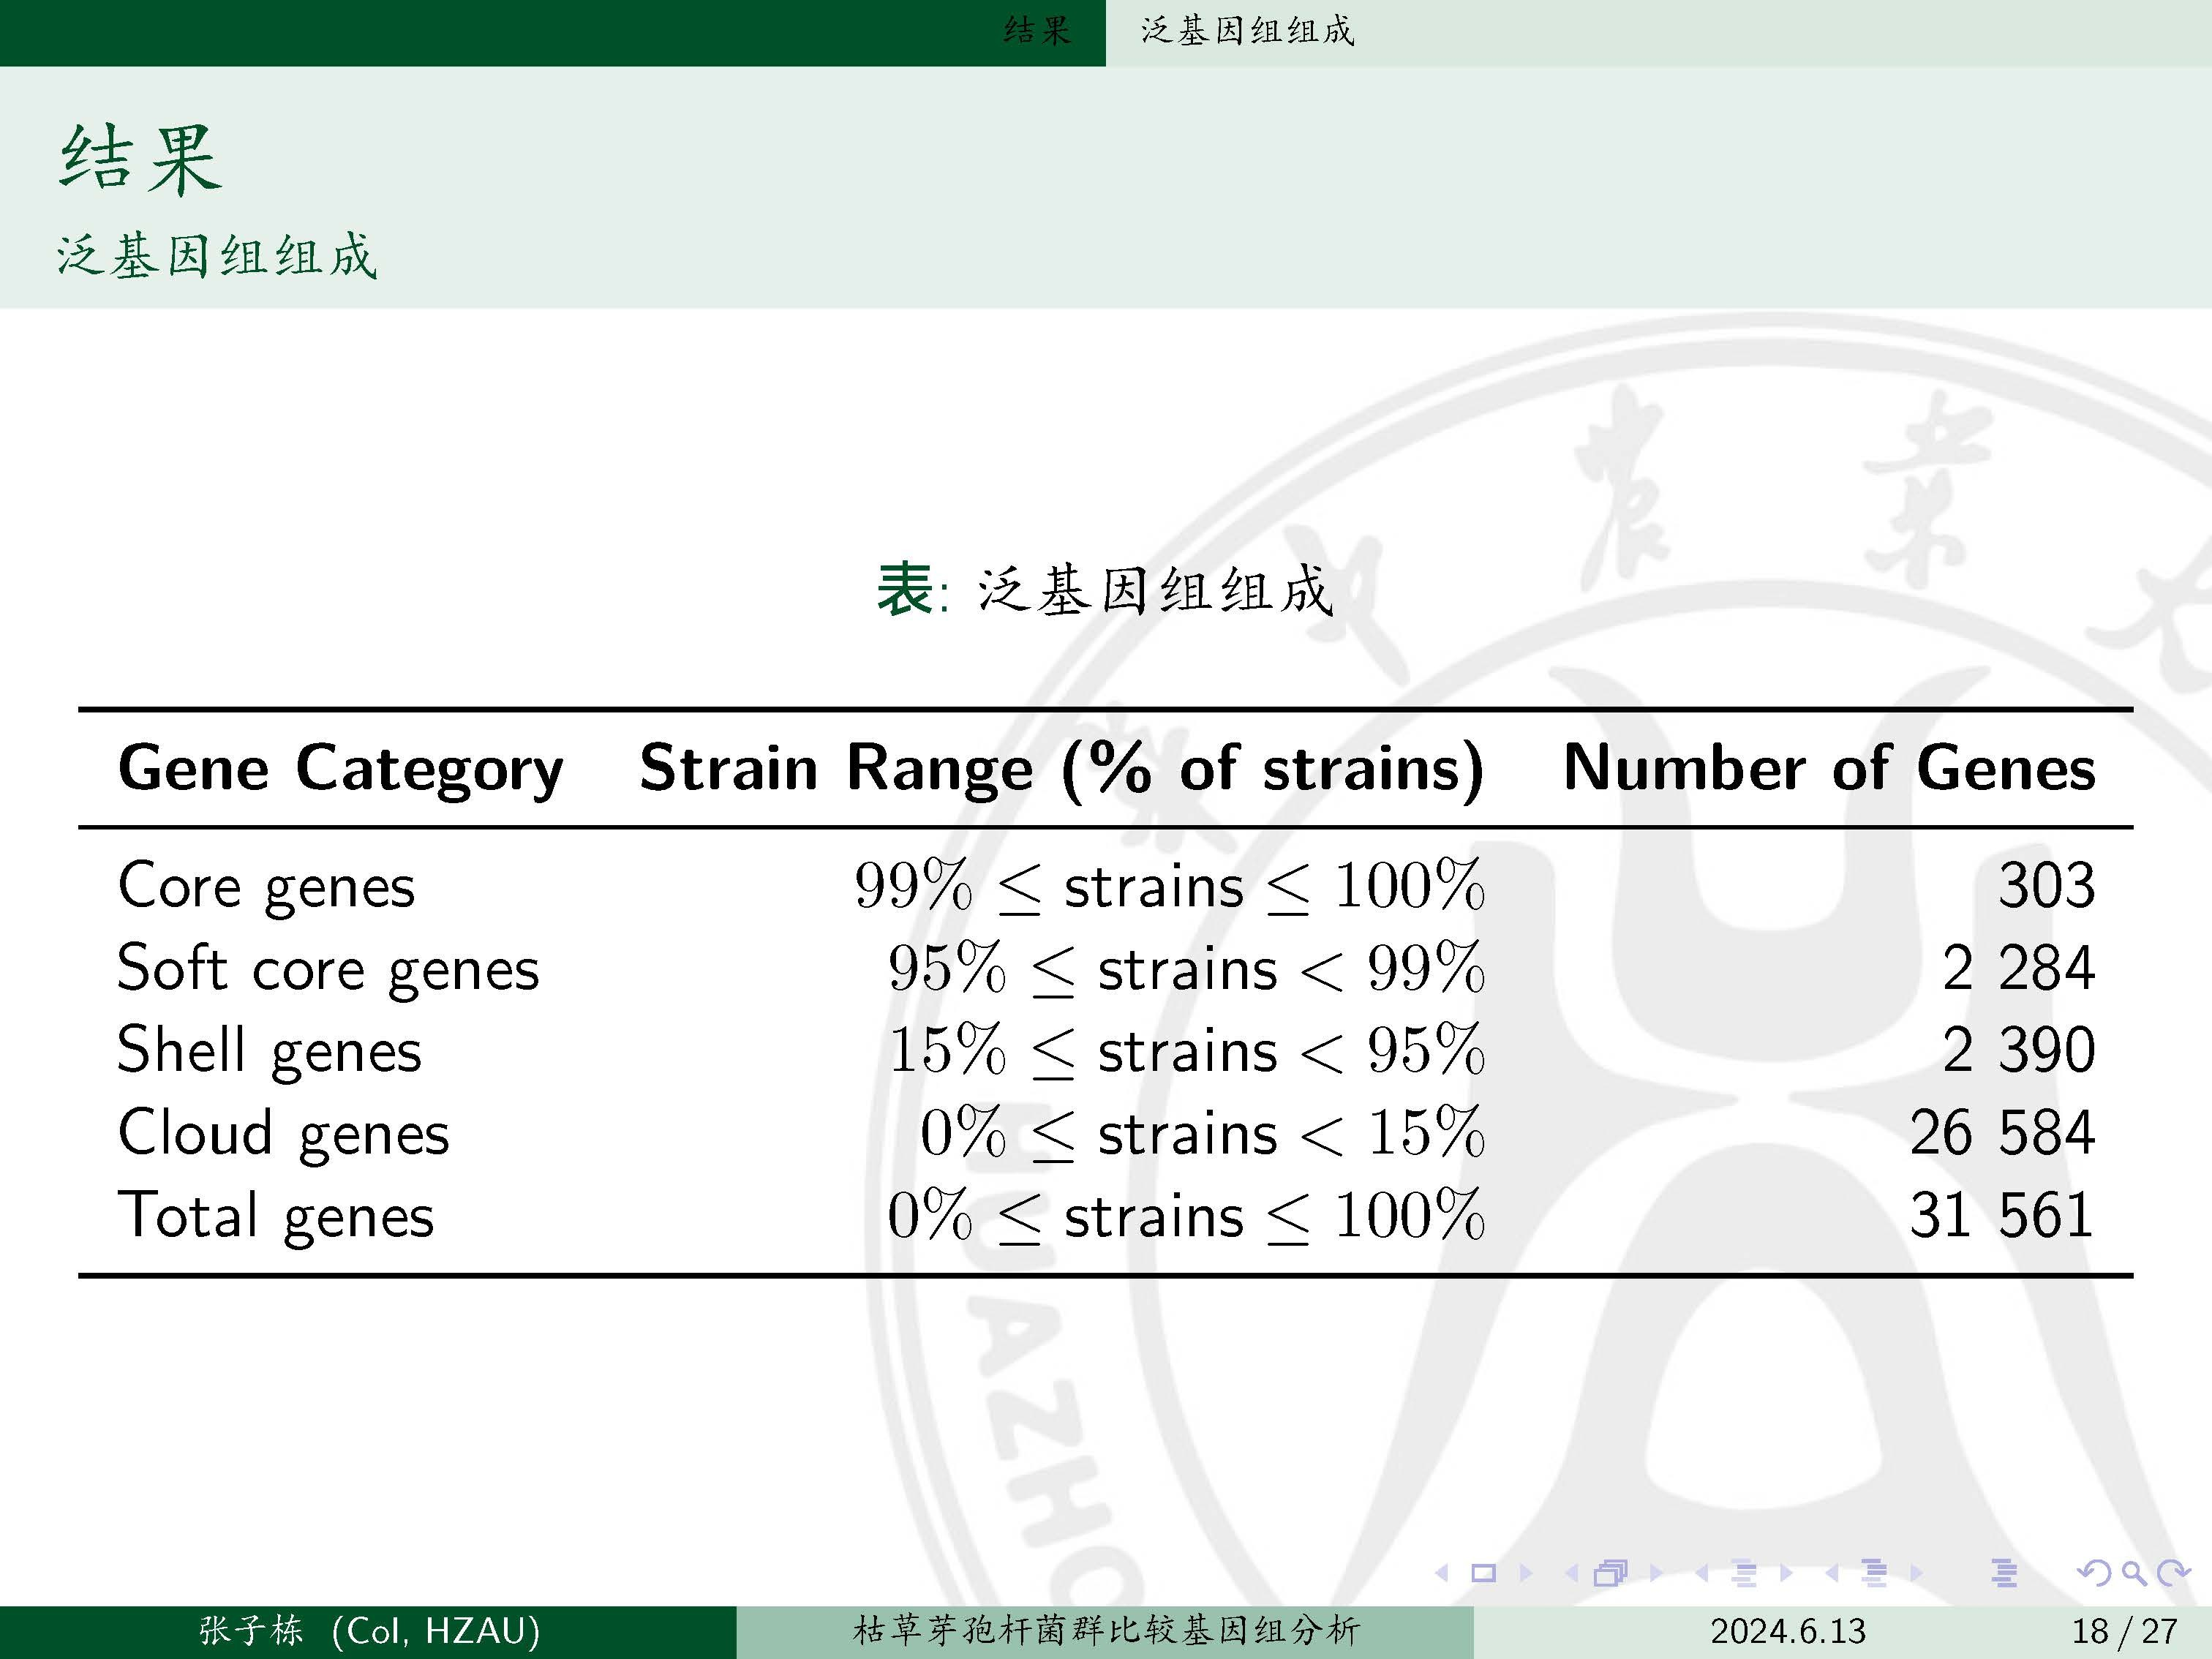 结果 泛基因组组成
结果
泛基因组组成
表: 泛基因组组成
Gene Category Strain Range (% of strains) Number of Genes
Core genes 99% ≤ strains ≤ 100% 303
Soft core genes 95% ≤ strains < 99% 2 284
Shell genes 15% ≤ strains < 95% 2 390
Cloud genes 0% ≤ strains < 15% 26 584
Total genes 0% ≤ strains ≤ 100% 31 561
HUAZHO
张子栋 (CoI, HZAU) 枯草芽孢杆菌群比较基因组分析 2024.6.13 18 / 27